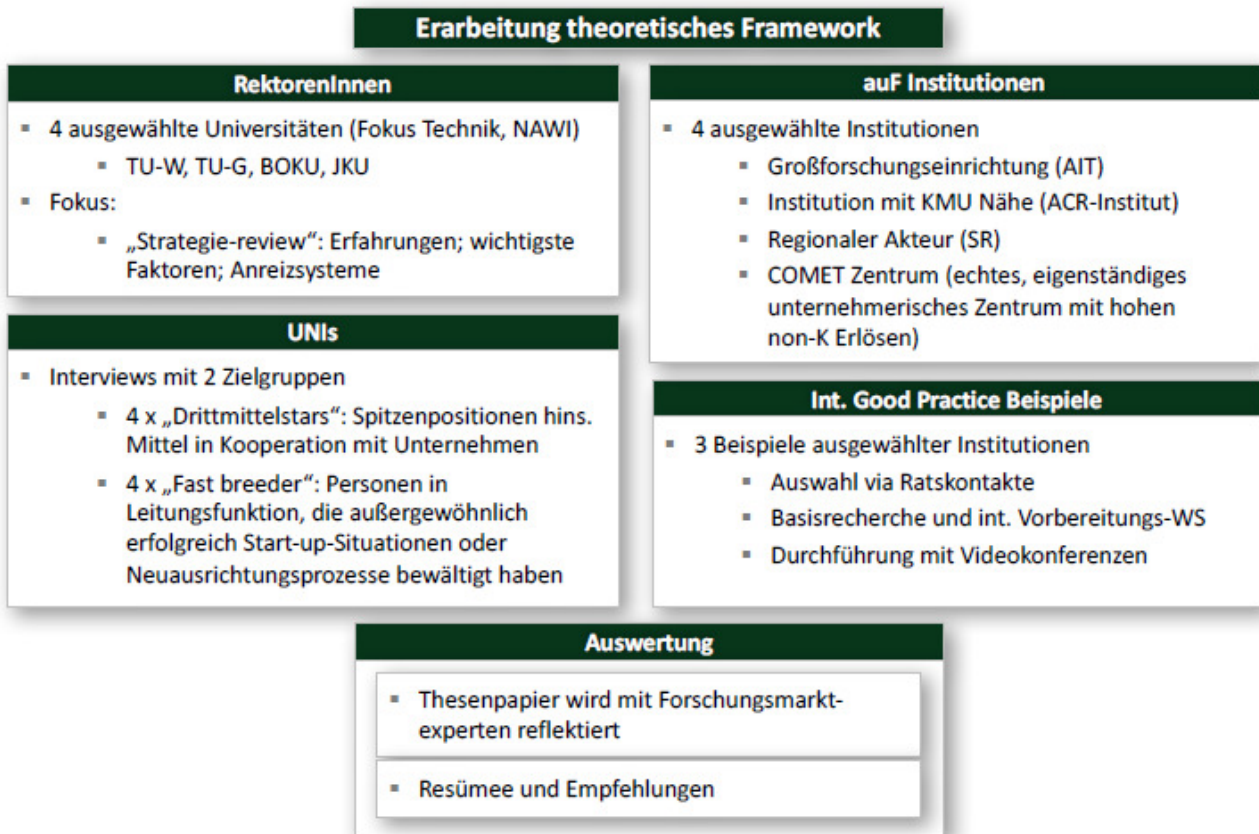 Erarbeitung theoretisches Framework
RektorenInnen
▪ 4 ausgewählte Universitäten (Fokus Technik, NAWI)
▪ TU-W, TU-G, BOKU, JKU
▪ Fokus:
▪ „Strategie-review“: Erfahrungen; wichtigste
Faktoren; Anreizsysteme
UNIs
▪ Interviews mit 2 Zielgruppen
▪ 4 x „Drittmittelstars“: Spitzenpositionen hins.
Mittel in Kooperation mit Unternehmen
▪ 4 x „Fast breeder“: Personen in
Leitungsfunktion, die außergewöhnlich
erfolgreich Start-up-Situationen oder
Neuausrichtungsprozesse bewältigt haben
auF Institutionen
▪ 4 ausgewählte Institutionen
▪ Großforschungseinrichtung (AIT)
▪ Institution mit KMU Nähe (ACR-Institut)
▪ Regionaler Akteur (SR)
▪ COMET Zentrum (echtes, eigenständiges
unternehmerisches Zentrum mit hohen
non-K Erlösen)
Int. Good Practice Beispiele
▪ 3 Beispiele ausgewählter Institutionen
▪ Auswahl via Ratskontakte
▪ Basisrecherche und int. Vorbereitungs-WS
▪ Durchführung mit Videokonferenzen
Auswertung
▪ Thesenpapier wird mit Forschungsmarkt-
experten reflektiert
▪ Resümee und Empfehlungen